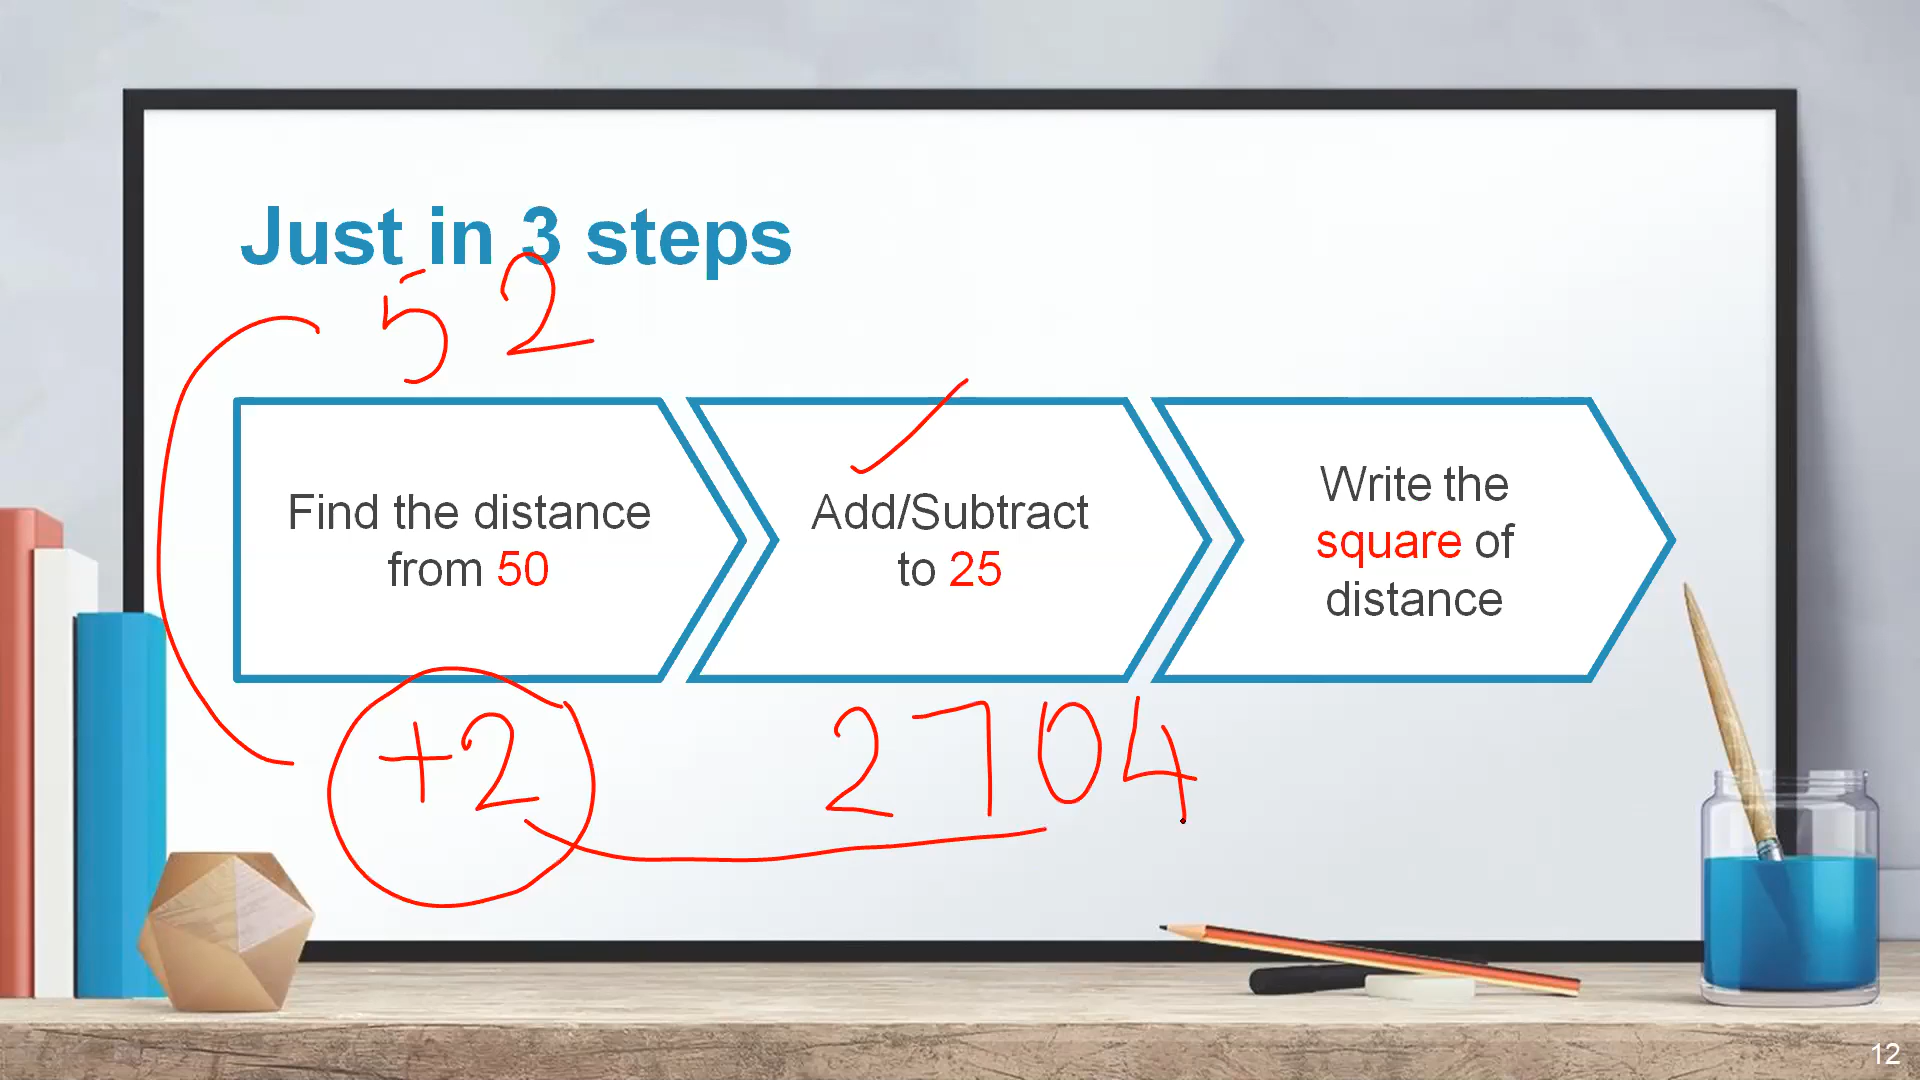 Just in 3 steps
52
Find the distance
from 50
Add/Subtract
to 25
Write the
square of
distance
+2
2704
12